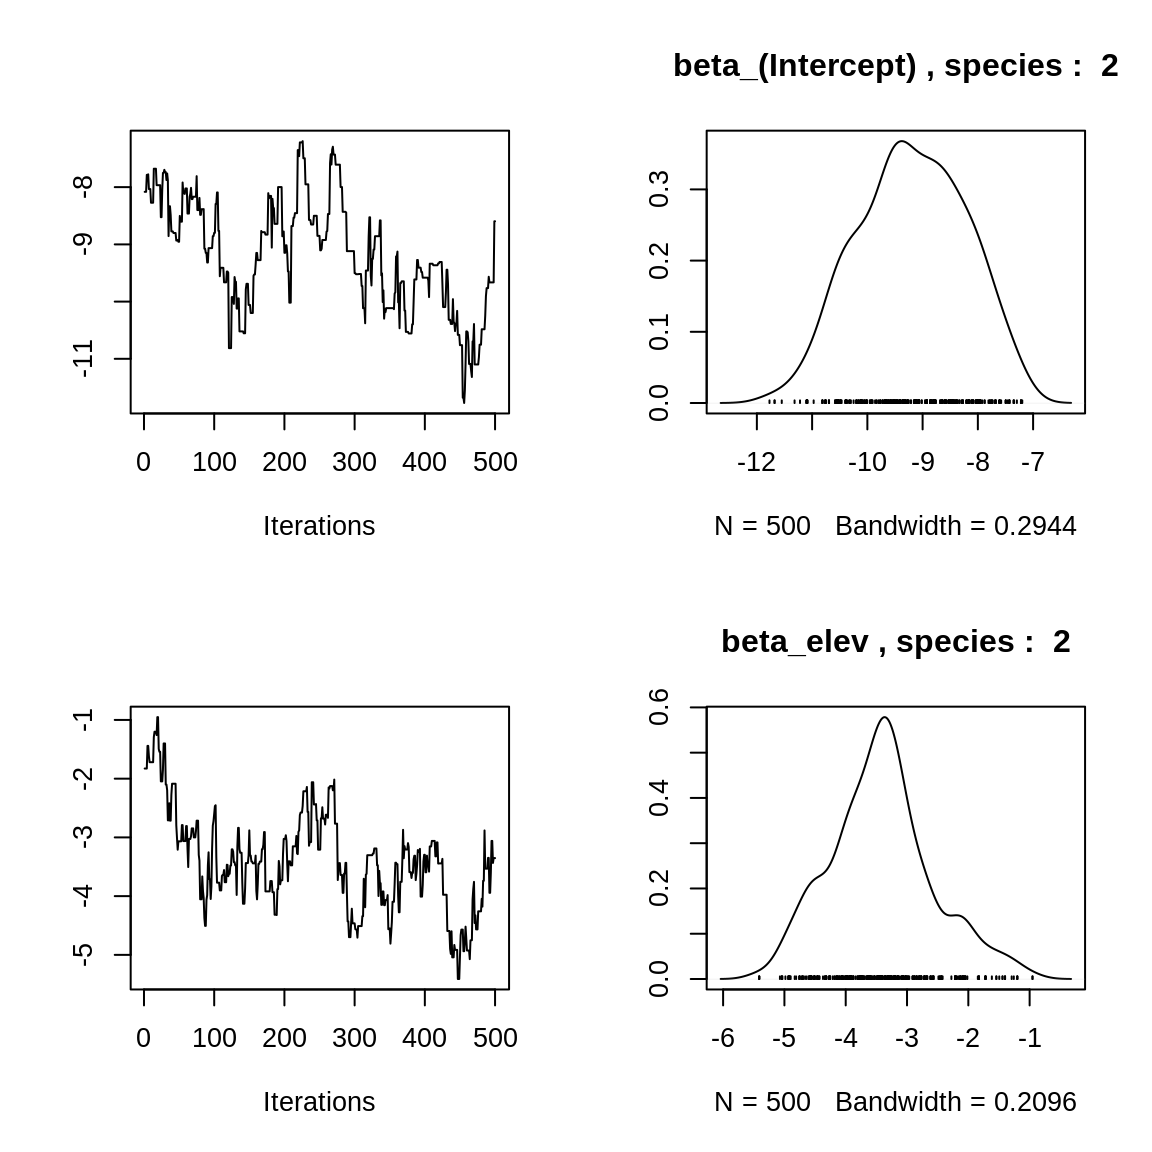 beta_(Intercept) , species :  2
-8
-9
-11
0 100 200 300 400 500
Iterations
0.3
0.2
0.1
0.0
-12 -10 -9 -8 -7
N = 500   Bandwidth = 0.2944
beta_elev , species :  2
-1
-2
-3
-4
-5
0 100 200 300 400 500
Iterations
0.6
0.4
0.2
0.0
-6 -5 -4 -3 -2 -1
N = 500   Bandwidth = 0.2096